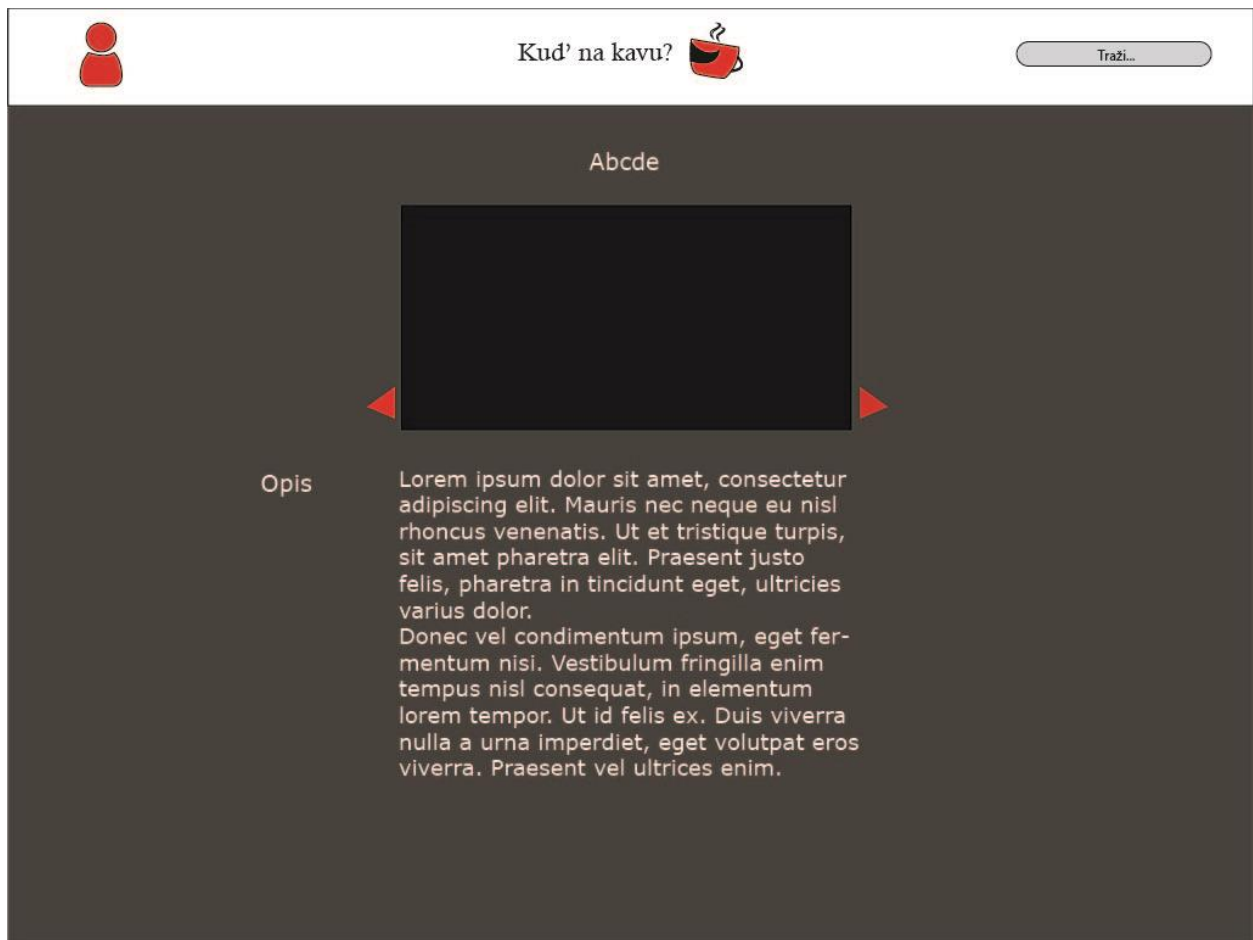 Kud’ na kavu?
Traži...
Abcde
Opis
Lorem ipsum dolor sit amet, consectetur
adipiscing elit. Mauris nec neque eu nisl
rhoncus venenatis. Ut et tristique turpis,
sit amet pharetra elit. Praesent justo
felis, pharetra in tincidunt eget, ultricies
varius dolor.
Donec vel condimentum ipsum, eget fer-
mentum nisi. Vestibulum fringilla enim
tempus nisl consequat, in elementum
lorem tempor. Ut id felis ex. Duis viverra
nulla a urna imperdiet, eget volutpat eros
viverra. Praesent vel ultrices enim.